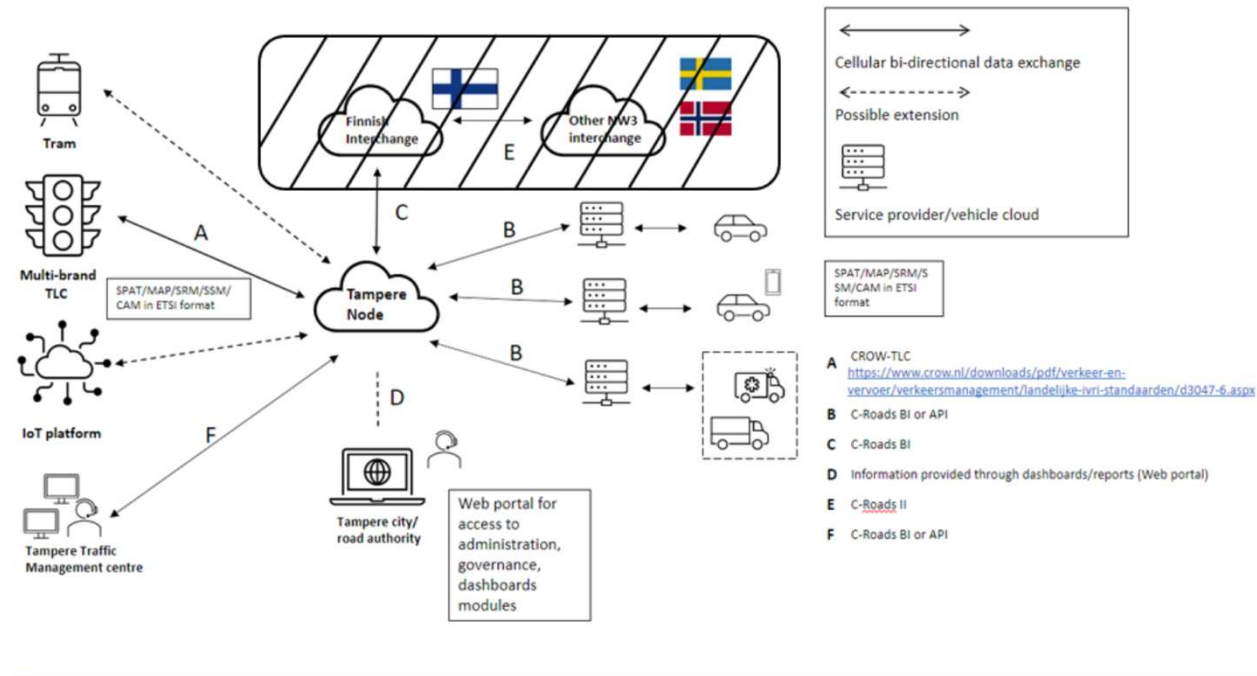 Tram
Multi-brand
TLC
IoT platform
Tampere Traffic
Management centre
A
SPAT/MAP/SRM/SSM/
CAM in ETSI format
F
Finnish
Interchange
E
Other NW3
interchange
C
Tampere
Node
B
B
B
D
Tampere city/
road authority
Web portal for
access to
administration,
governance,
dashboards
modules
Cellular bi-directional data exchange
Possible extension
Service provider/vehicle cloud
SPAT/MAP/SRM/S
SM/CAM in ETSI
format
A CROW-TLC
https://www.crow.nl/downloads/pdf/verkeer-en-
vervoer/verkeersmanagement/landelijke-ivri-standaarden/d3047-6.aspx
B C-Roads BI or API
C C-Roads BI
D Information provided through dashboards/reports (Web portal)
E C-Roads II
F C-Roads BI or API